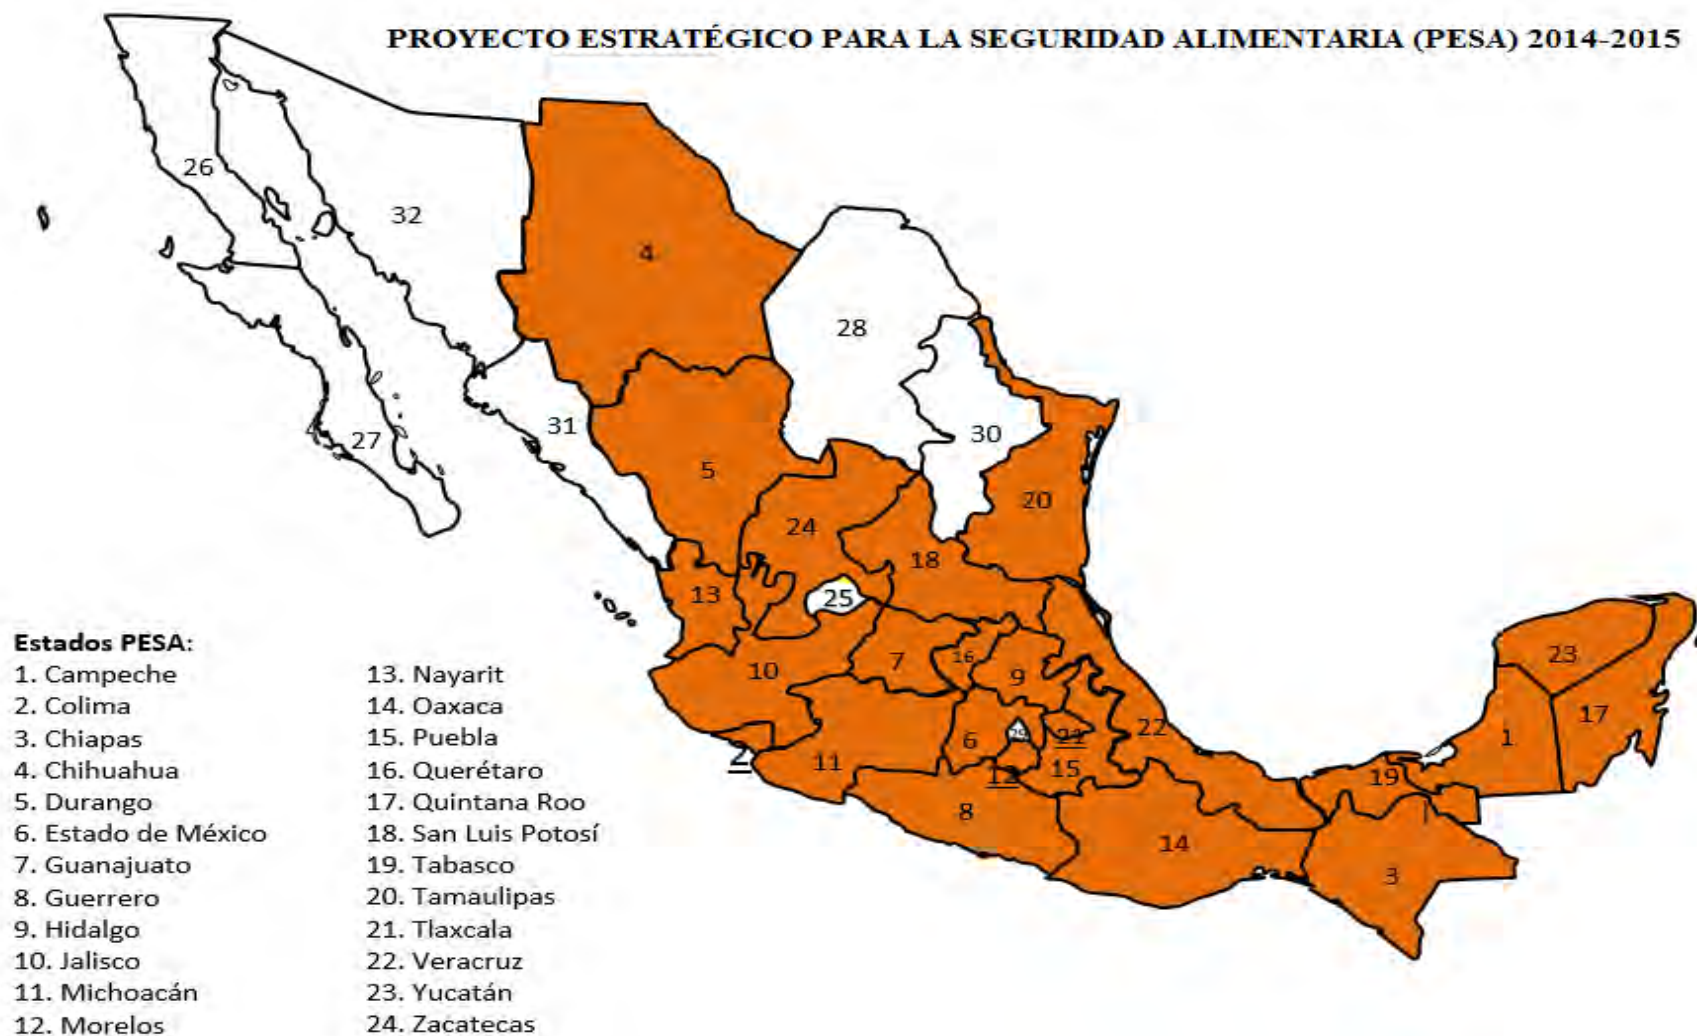 PROYECTO ESTRATÉGICO PARA LA SEGURIDAD ALIMENTARIA (PESA) 2014-2015
26
32
4
28
27
31
30
5
20
24
18
25
13
10
7
16
9
23
17
1
22
6
29
21
2
11
12
15
19
8
14
3
Estados PESA:
1. Campeche
2. Colima
3. Chiapas
4. Chihuahua
5. Durango
6. Estado de México
7. Guanajuato
8. Guerrero
9. Hidalgo
10. Jalisco
11. Michoacán
12. Morelos
13. Nayarit
14. Oaxaca
15. Puebla
16. Querétaro
17. Quintana Roo
18. San Luis Potosí
19. Tabasco
20. Tamaulipas
21. Tlaxcala
22. Veracruz
23. Yucatán
24. Zacatecas